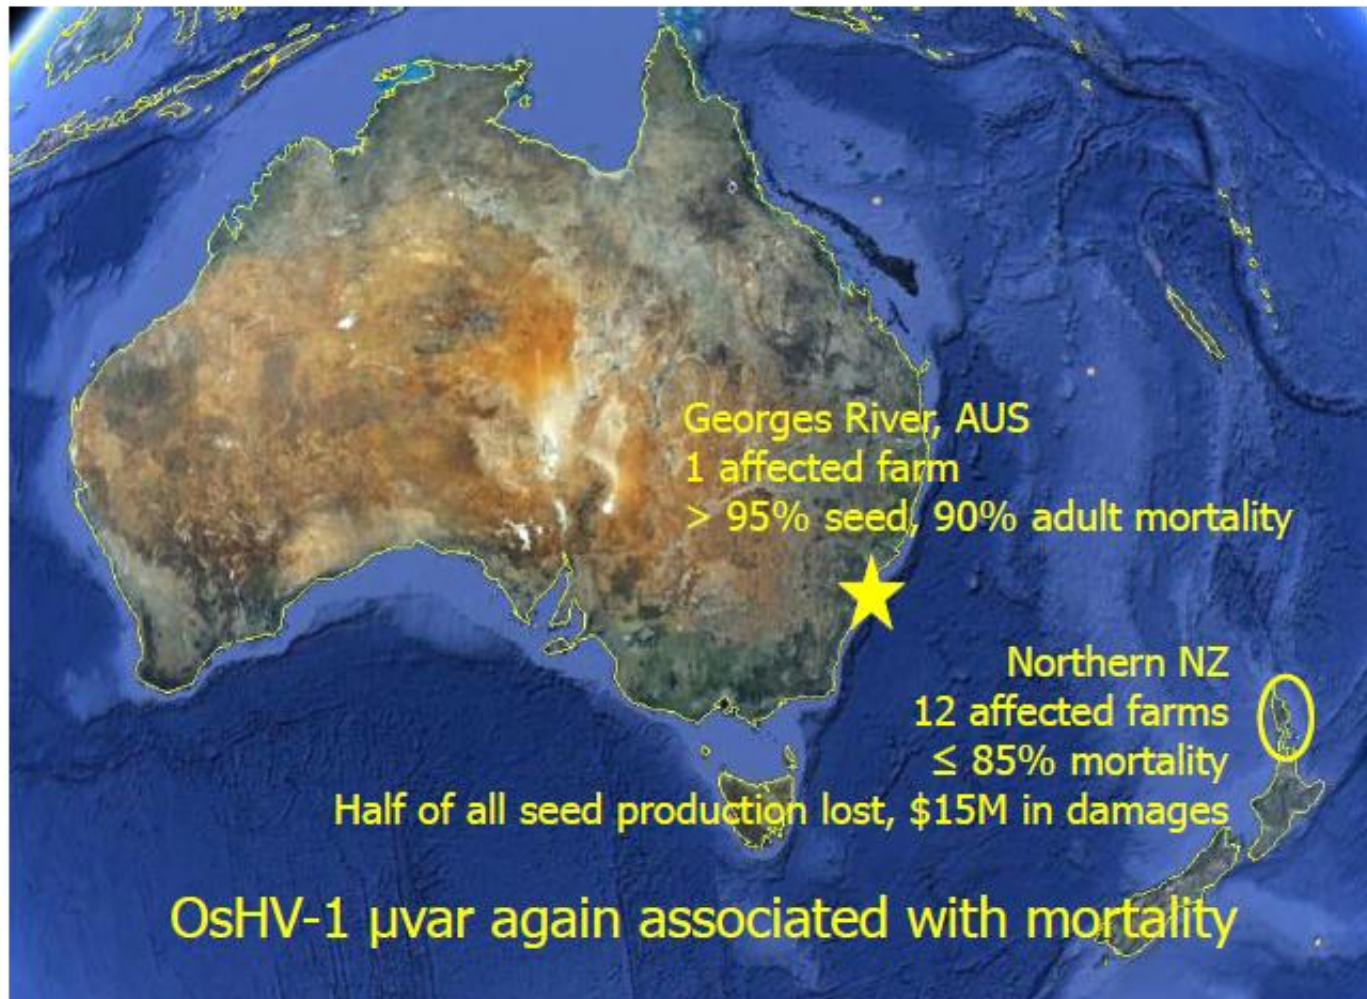 Georges River, AUS
1 affected farm
> 95% seed, 90% adult mortality
Northern NZ
12 affected farms
≤ 85% mortality
Half of all seed production lost, $15M in damages
OsHV-1 µvar again associated with mortality